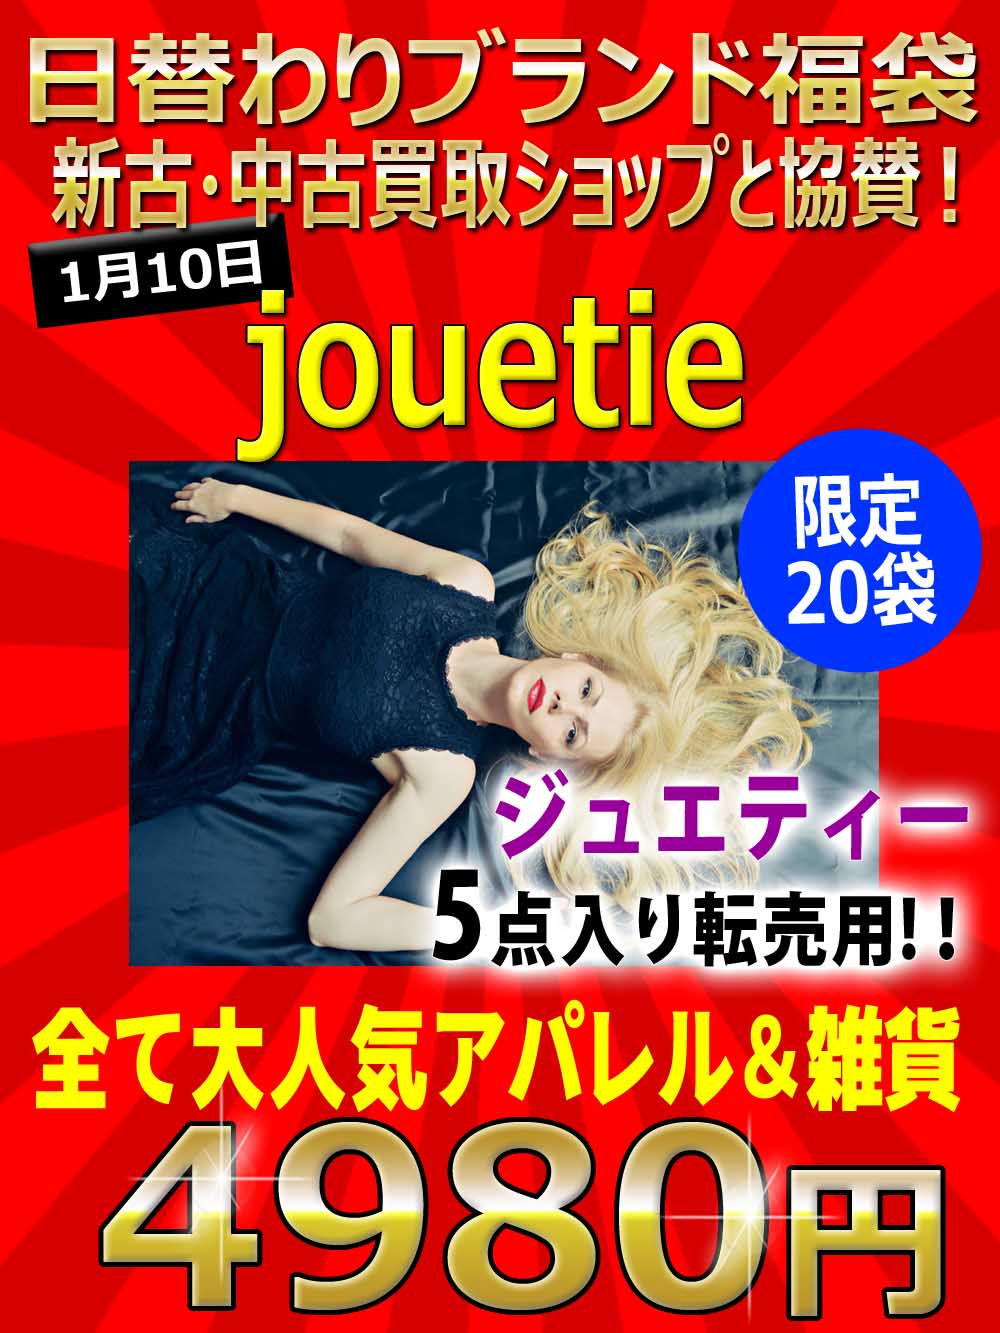 日替わりブランド福袋
新古・中古買取ショップと協賛！
1月10日
jouetie
限定
20袋
ジュエティー
5点入り転売用!!
全て大人気アパレル＆雑貨
4980円